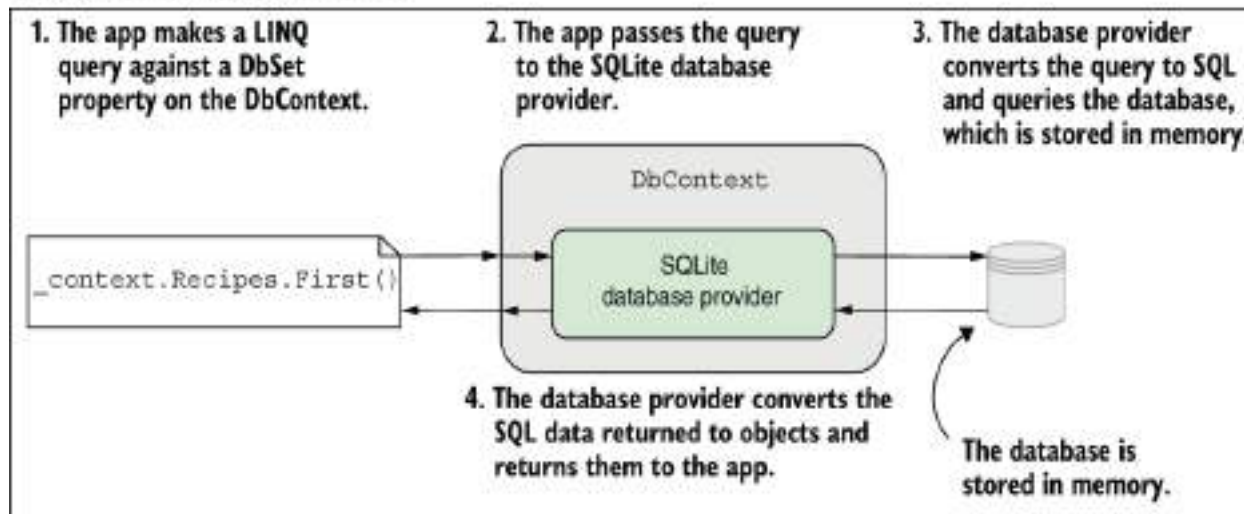 1. The app makes a LINQ
query against a DbSet
property on the DbContext.
2. The app passes the query
to the SQLite database
provider.
3. The database provider
converts the query to SQL
and queries the database,
which is stored in memory.
DbContext
_context.Recipes.First()
SQLite
database provider
4. The database provider converts the
SQL data returned to objects and
returns them to the app.
The database is
stored in memory.